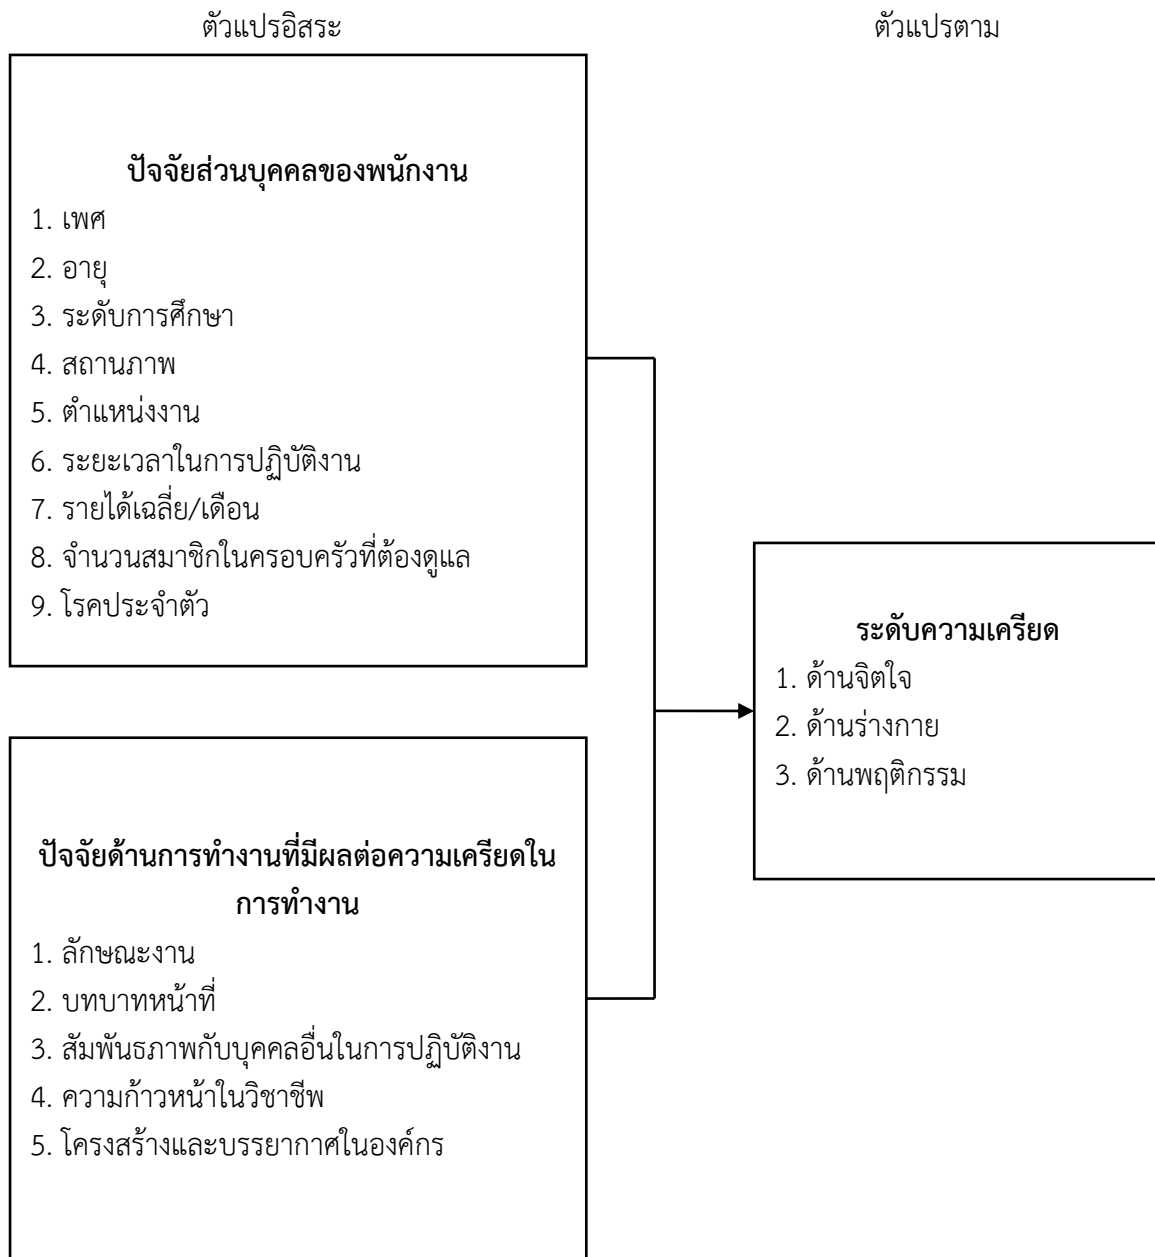 ตัวแปรอิสระ
ตัวแปรตาม
ปัจจัยส่วนบุคคลของพนักงาน
1. เพศ
2. อายุ
3. ระดับการศึกษา
4. สถานภาพ
5. ตำแหน่งงาน
6. ระยะเวลาในการปฏิบัติงาน
7. รายได้เฉลี่ย/เดือน
8. จำนวนสมาชิกในครอบครัวที่ต้องดูแล
9. โรคประจำตัว
ปัจจัยด้านการทำงานที่มีผลต่อความเครียดใน
การทำงาน
1. ลักษณะงาน
2. บทบาทหน้าที่
3. สัมพันธภาพกับบุคคลอื่นในการปฏิบัติงาน
4. ความก้าวหน้าในวิชาชีพ
5. โครงสร้างและบรรยากาศในองค์กร
ระดับความเครียด
1. ด้านจิตใจ
2. ด้านร่างกาย
3. ด้านพฤติกรรม